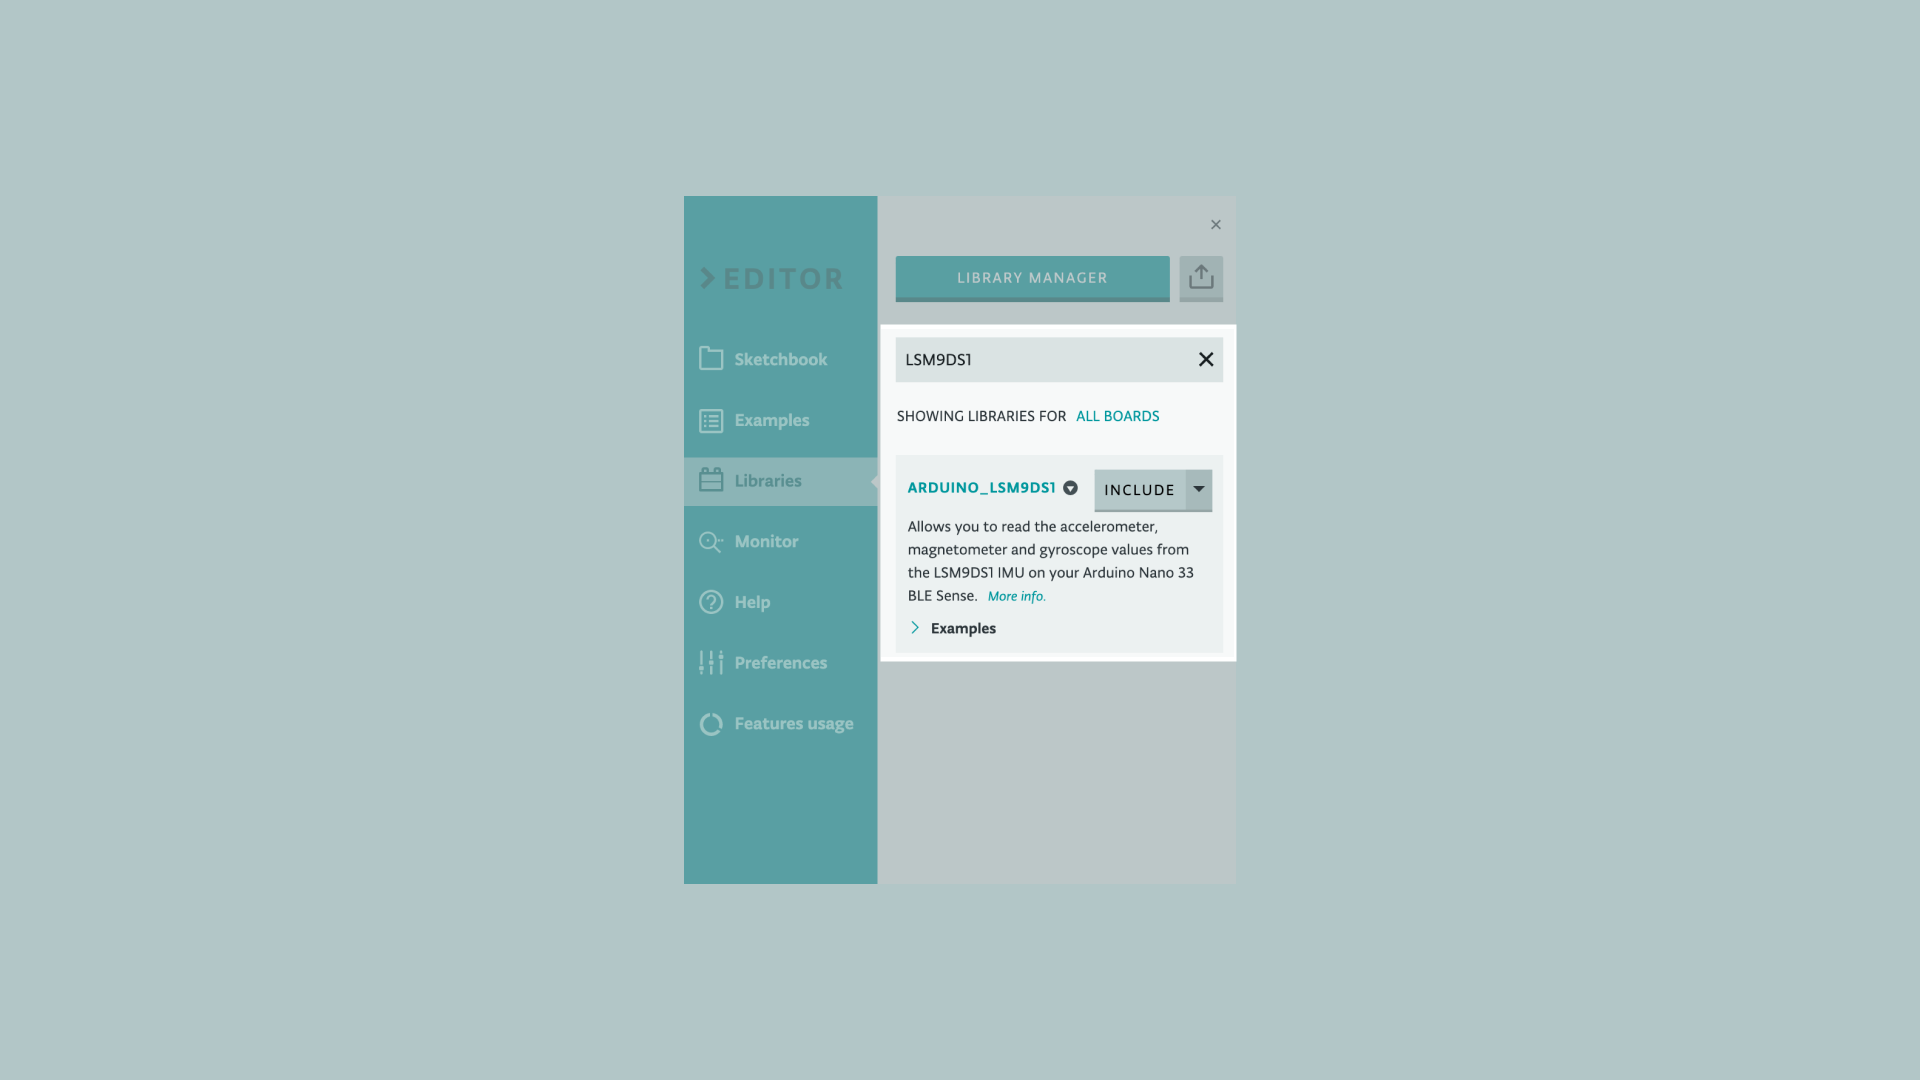 EDITOR
Sketchbook
Examples
Libraries
Monitor
Help
Preferences
Features usage
LIBRARY MANAGER
LSM9DS1
SHOWING LIBRARIES FOR ALL BOARDS
ARDUINO_LSM9DS1
INCLUDE
Allows you to read the accelerometer,
magnetometer and gyroscope values from
the LSM9DS1 IMU on your Arduino Nano 33
BLE Sense. More info.
Examples